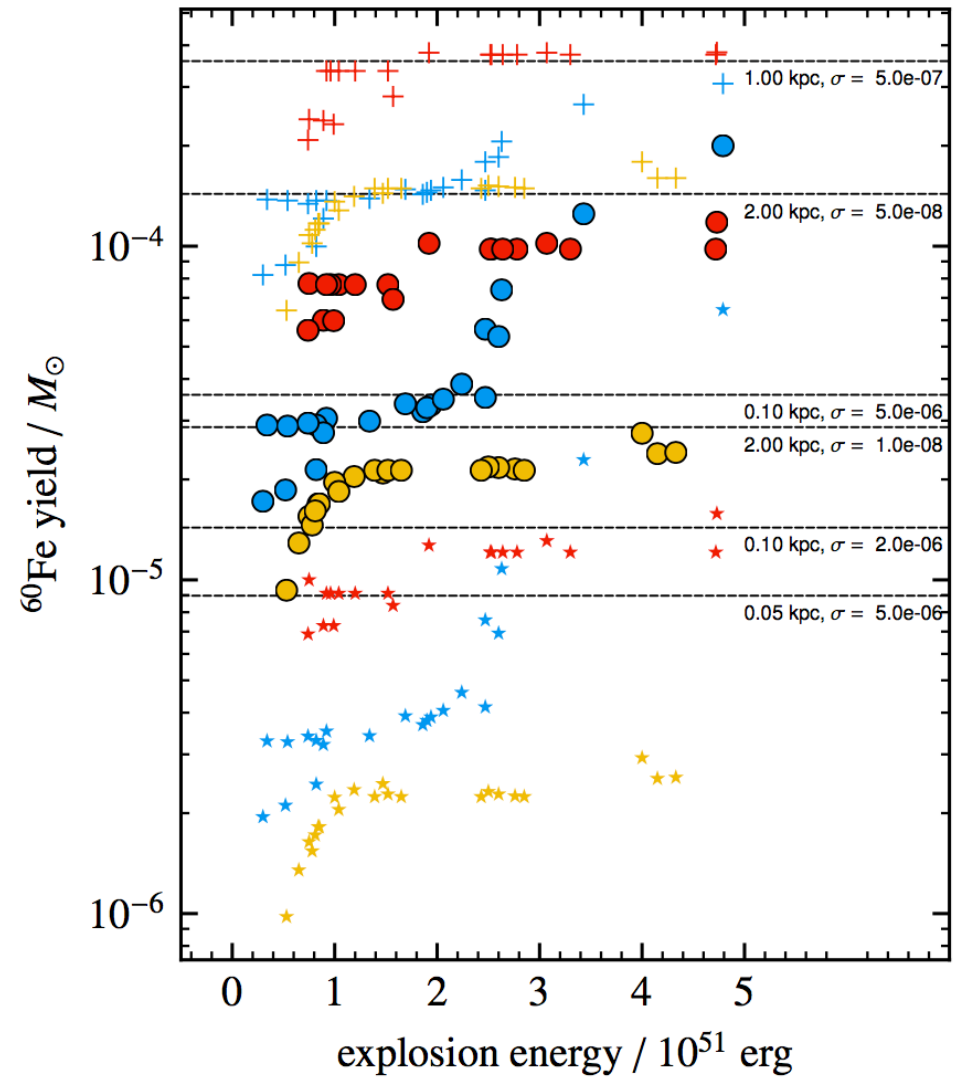 1.00 kpc, σ = 5.0e-07
2.00 kpc, σ = 5.0e-08
10⁻⁴
0.10 kpc, σ = 5.0e-06
2.00 kpc, σ = 1.0e-08
0.10 kpc, σ = 2.0e-06
10⁻⁵
0.05 kpc, σ = 5.0e-06
10⁻⁶
⁶⁰Fe yield / M☉
0 1 2 3 4 5
explosion energy / 10⁵¹ erg